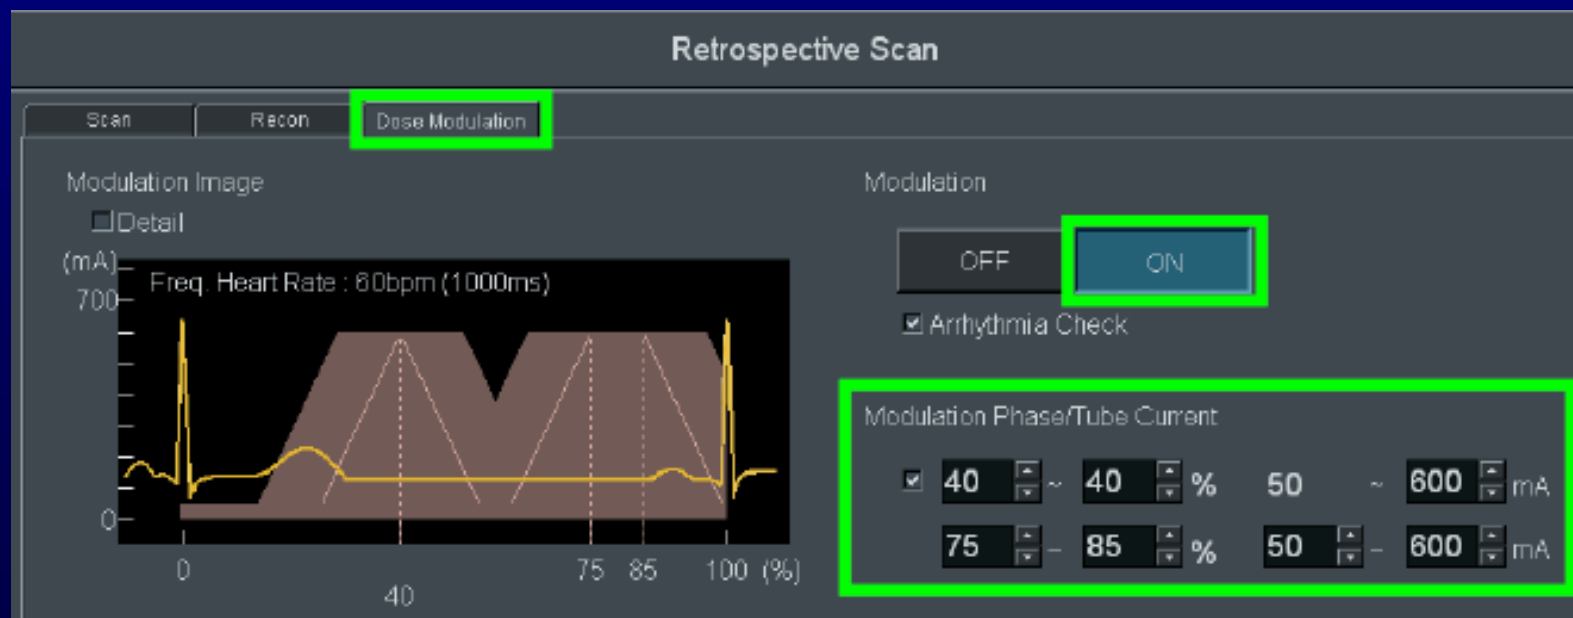 Retrospective Scan
Scan Recon Dose Modulation
Modulation Image
Detail
(mA)
700
0
Freq. Heart Rate : 60bpm (1000ms)
0 40 75 85 100 (%)
Modulation
OFF ON
Arrhythmia Check
Modulation Phase/Tube Current
40 ~ 40 % 50 ~ 600 mA
75 – 85 % 50 – 600 mA